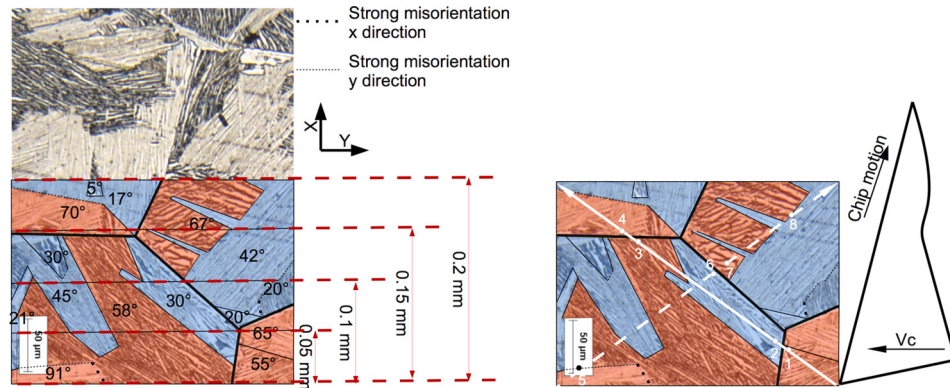 Strong misorientation
x direction
Strong misorientation
y direction
X
Y
5°
17°
70°
67°
30°
42°
45°
58°
30°
20°
20°
21°
65°
55°
91°
50 µm
0.05 mm
0.1 mm
0.15 mm
0.2 mm
4
3
8
6
7
2
1
5
50 µm
Chip motion
Vc